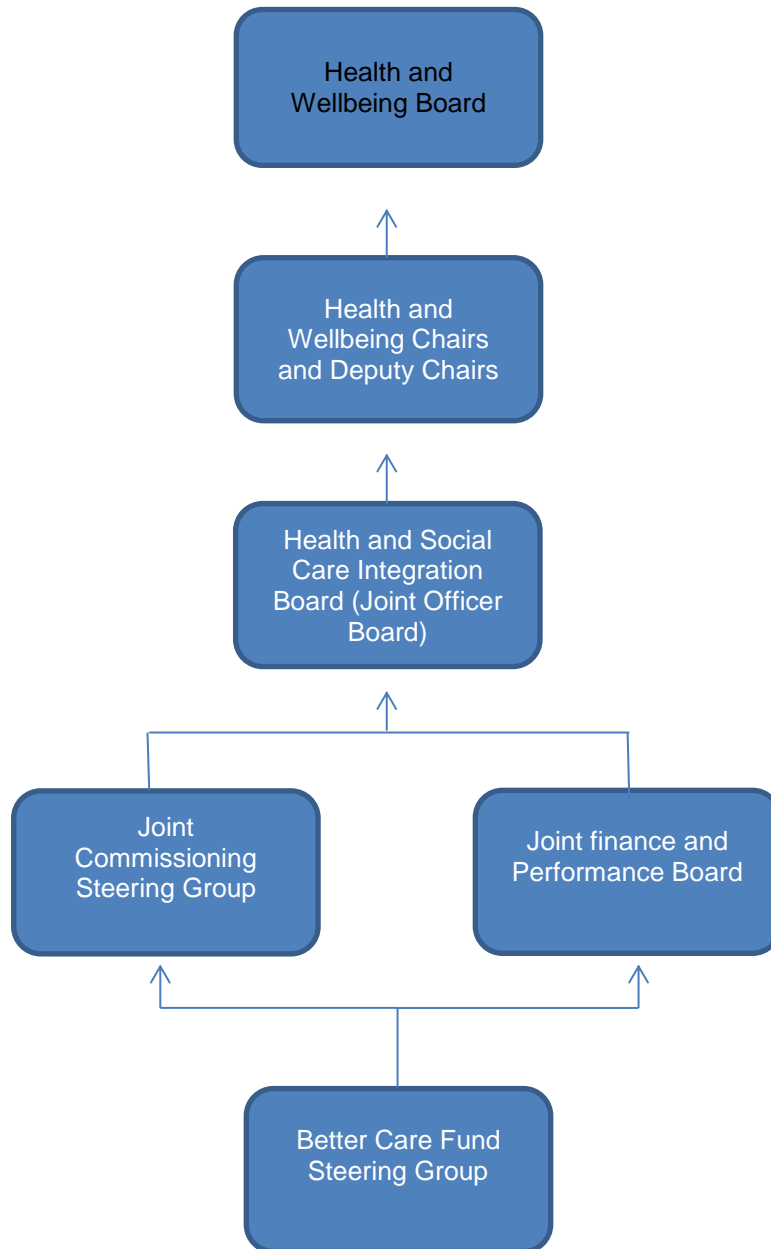 Health and
Wellbeing Board
Health and
Wellbeing Chairs
and Deputy Chairs
Health and Social
Care Integration
Board (Joint Officer
Board)
Joint
Commissioning
Steering Group
Joint finance and
Performance Board
Better Care Fund
Steering Group